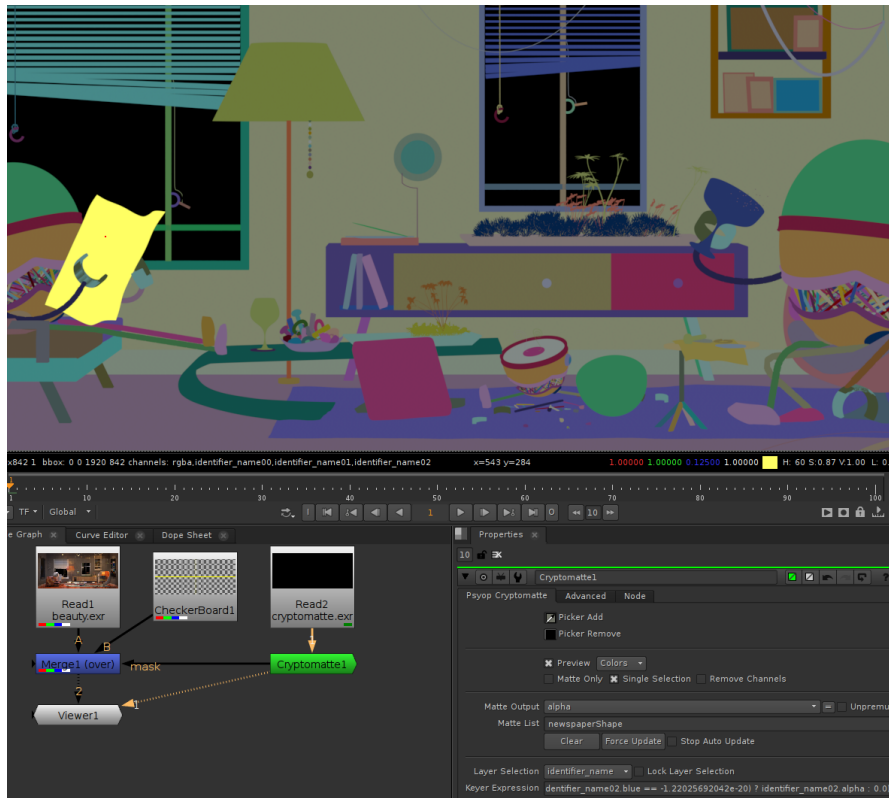 x842 1 bbox: 0 0 1920 842 channels: rgba,identifier_name00,identifier_name01,identifier_name02 x=543 y=284 1.00000 1.00000 0.12500 1.00000 H: 60 S:0.87 V:1.00 L: 0.
1
1 10 20 30 40 50 60 70 80 90 100
TF Global 1 10
e Graph Curve Editor Dope Sheet Properties
10
Cryptomatte1
Psyop Cryptomatte Advanced Node
Picker Add
Picker Remove
Preview Colors
Matte Only Single Selection Remove Channels
Matte Output alpha = Unpremu
Matte List newspaperShape
Clear Force Update Stop Auto Update
Layer Selection identifier_name Lock Layer Selection
Keyer Expression dentifier_name02.blue == -1.22025692042e-20) ? identifier_name02.alpha : 0.0
Read1
beauty.exr
CheckerBoard1
Read2
cryptomatte.exr
A
B
Merge1 (over)
mask
Cryptomatte1
2
1
Viewer1